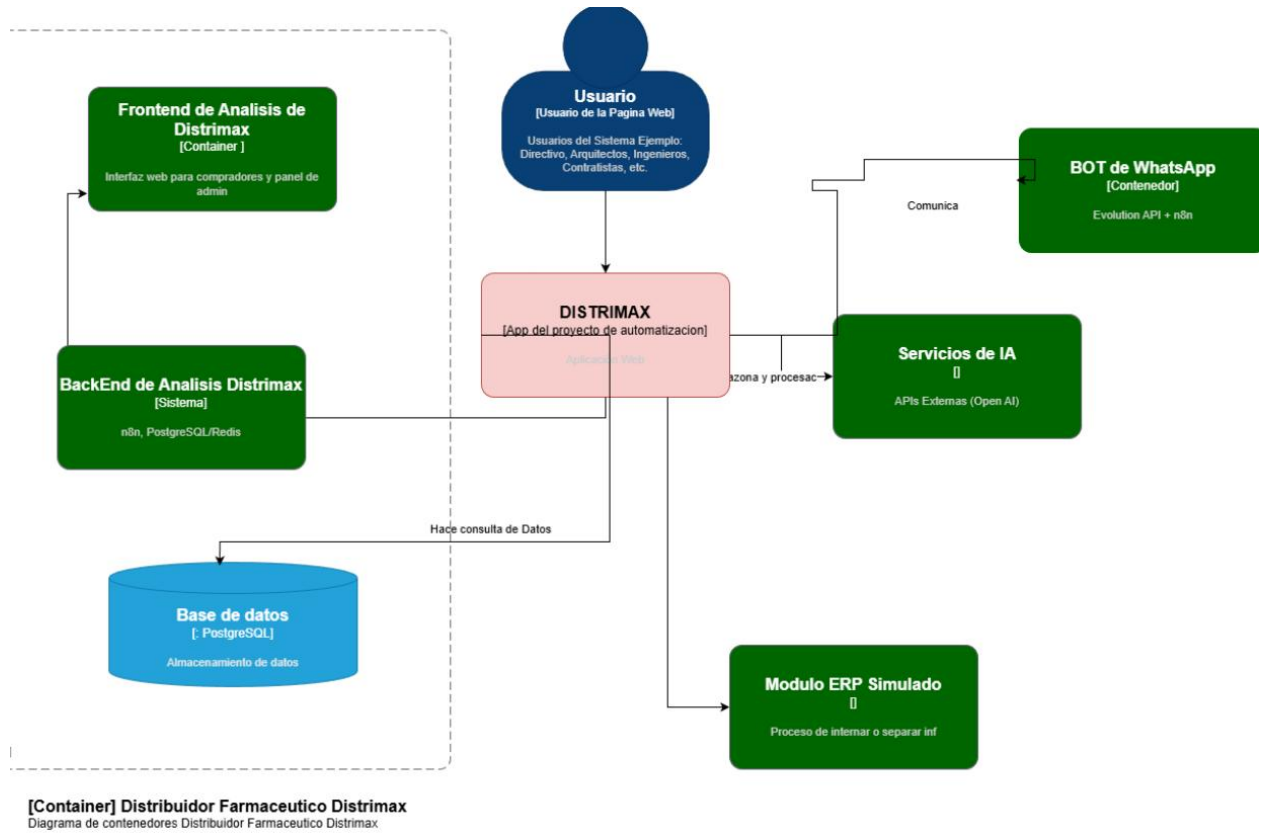 Usuario
[Usuario de la Pagina Web]
Usuarios del Sistema Ejemplo:
Directivo, Arquitectos, Ingenieros,
Contratistas, etc.
Frontend de Analisis de
Distrimax
[Container ]
Interfaz web para compradores y panel de
admin
BOT de WhatsApp
[Contenedor]
Evolution API + n8n
Comunica
DISTRIMAX
[App del proyecto de automatizacion]
Aplicación Web
BackEnd de Analisis Distrimax
[Sistema]
n8n, PostgreSQL/Redis
Servicios de IA
[]
APIs Externas (Open AI)
azona y procesac
Hace consulta de Datos
Base de datos
[: PostgreSQL]
Almacenamiento de datos
Modulo ERP Simulado
[]
Proceso de internar o separar inf
[Container] Distribuidor Farmaceutico Distrimax
Diagrama de contenedores Distribuidor Farmaceutico Distrimax